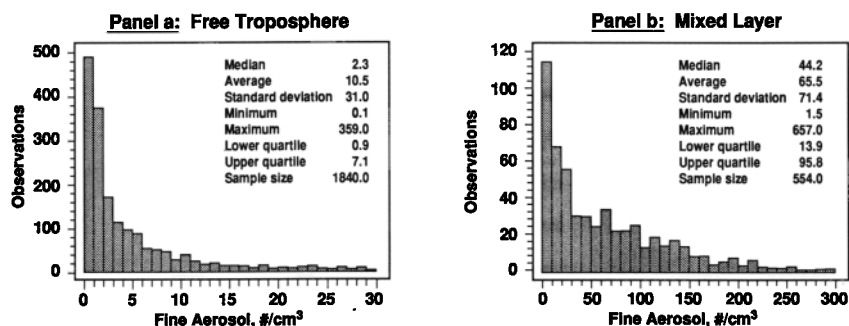 Panel a: Free Troposphere
500
400
300
200
100
0
Observations
Median 2.3
Average 10.5
Standard deviation 31.0
Minimum 0.1
Maximum 359.0
Lower quartile 0.9
Upper quartile 7.1
Sample size 1840.0
0 5 10 15 20 25 30
Fine Aerosol, #/cm³
Panel b: Mixed Layer
120
100
80
60
40
20
0
Observations
Median 44.2
Average 65.5
Standard deviation 71.4
Minimum 1.5
Maximum 657.0
Lower quartile 13.9
Upper quartile 95.8
Sample size 554.0
0 50 100 150 200 250 300
Fine Aerosol, #/cm³